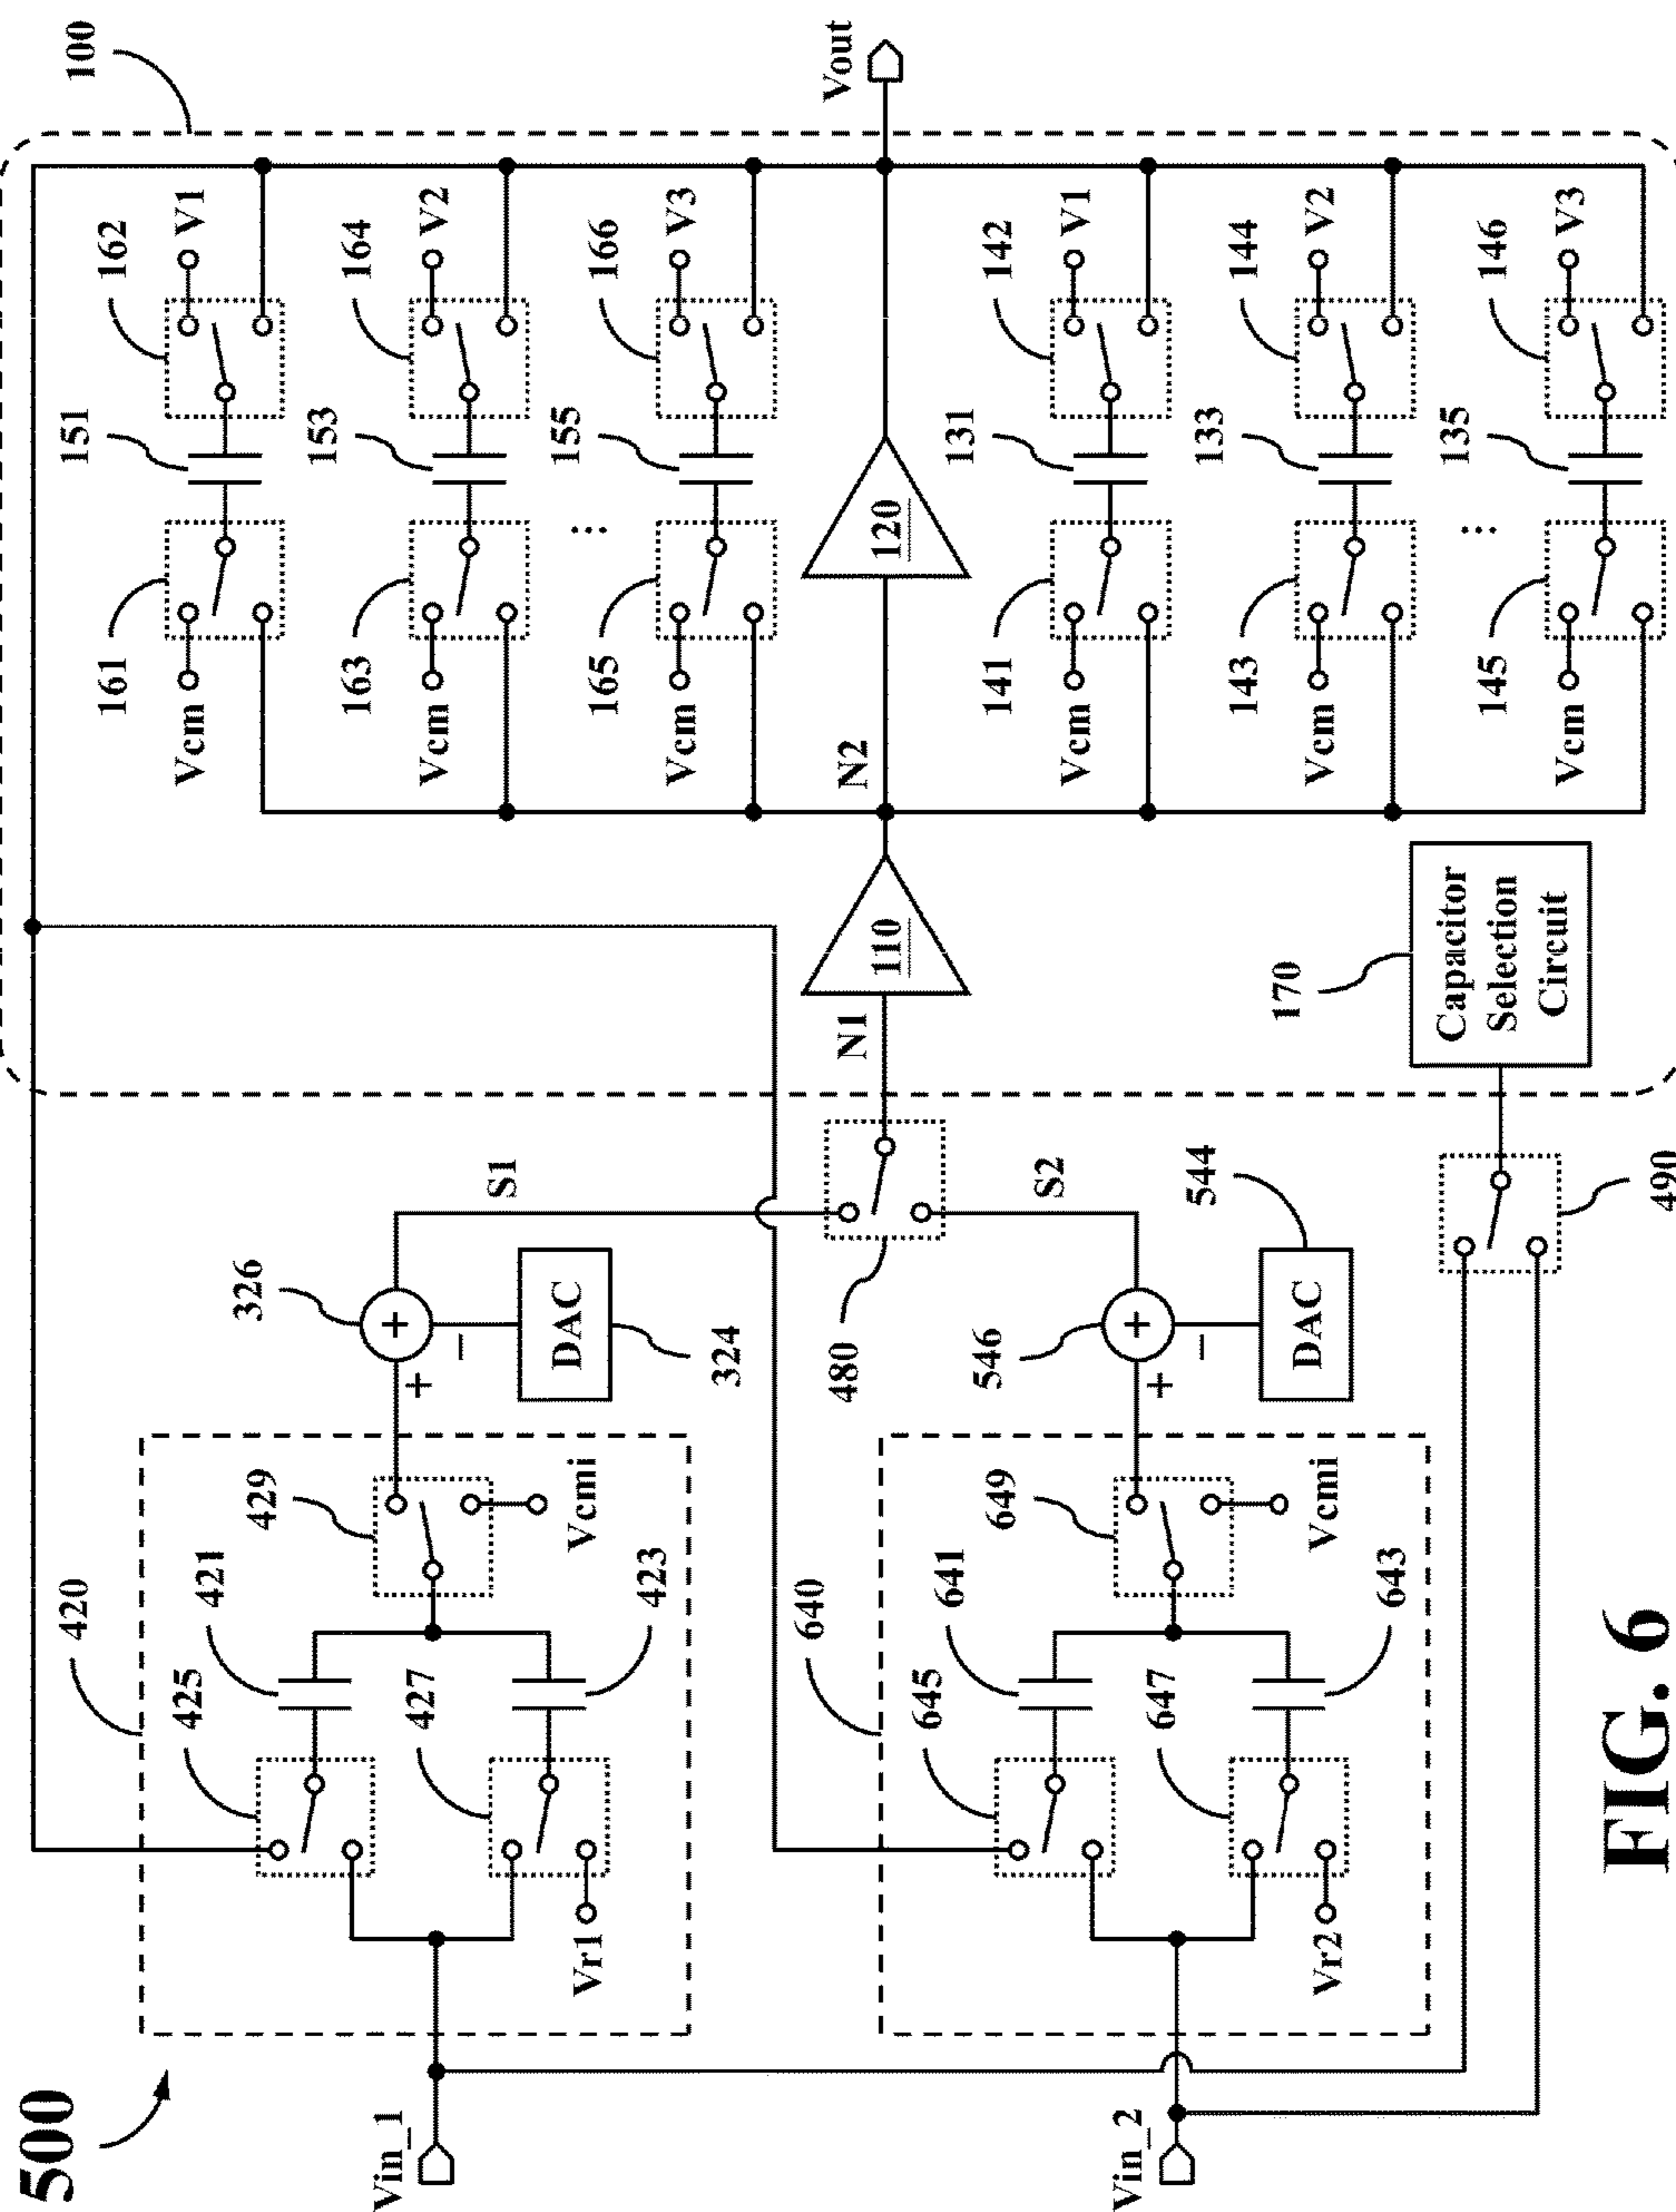 500
100
Vout
162
V1
151
161
Vcm
164
V2
153
163
Vcm
166
V3
155
165
Vcm
...
120
N2
110
N1
142
V1
131
141
Vcm
144
V2
133
143
Vcm
146
V3
135
145
Vcm
...
170
Capacitor
Selection
Circuit
490
480
S1
S2
326
+
+
−
DAC
324
546
+
+
−
DAC
544
420
429
Vcmi
421
425
423
427
Vr1
Vin_1
640
649
Vcmi
641
645
643
647
Vr2
Vin_2
FIG. 6